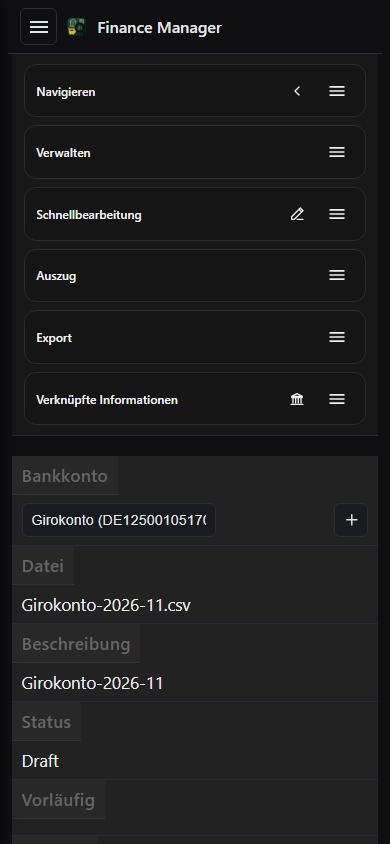 Finance Manager
Navigieren
Verwalten
Schnellbearbeitung
Auszug
Export
Verknüpfte Informationen
Bankkonto
Girokonto (DE12500105170
Datei
Girokonto-2026-11.csv
Beschreibung
Girokonto-2026-11
Status
Draft
Vorläufig